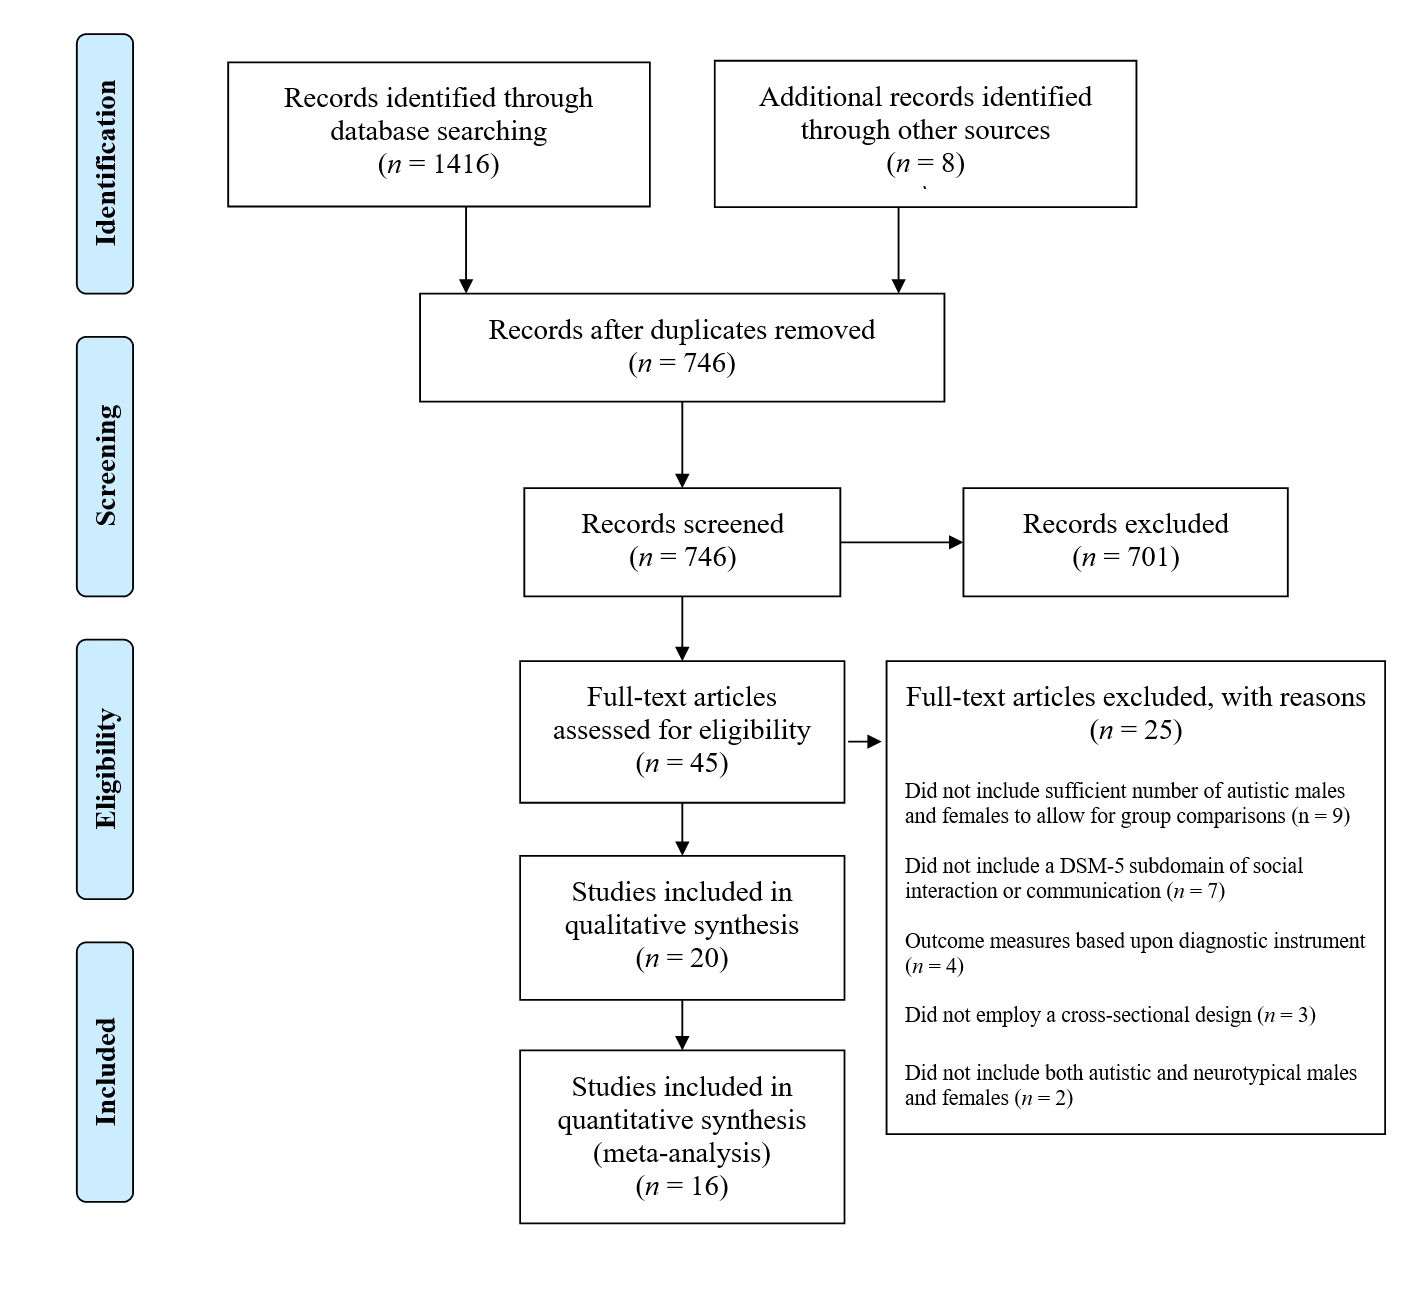 Identification
Records identified through
database searching
(n = 1416)
Additional records identified
through other sources
(n = 8)
Records after duplicates removed
(n = 746)
Screening
Records screened
(n = 746)
Records excluded
(n = 701)
Eligibility
Full-text articles
assessed for eligibility
(n = 45)
Full-text articles excluded, with reasons
(n = 25)
Did not include sufficient number of autistic males
and females to allow for group comparisons (n = 9)
Did not include a DSM-5 subdomain of social
interaction or communication (n = 7)
Outcome measures based upon diagnostic instrument
(n = 4)
Did not employ a cross-sectional design (n = 3)
Did not include both autistic and neurotypical males
and females (n = 2)
Studies included in
qualitative synthesis
(n = 20)
Included
Studies included in
quantitative synthesis
(meta-analysis)
(n = 16)